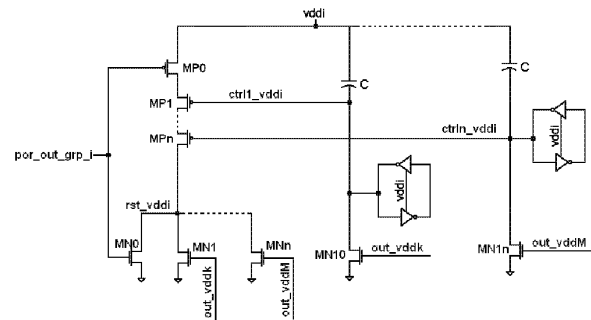 vddi
MP0
C
C
MP1
ctrl1_vddi
MPn
ctrln_vddi
vddi
por_out_grp_i
vddi
rst_vddi
MN0
MN1
MNn
MN10
out_vddk
MN1n
out_vddM
out_vddk
out_vddM